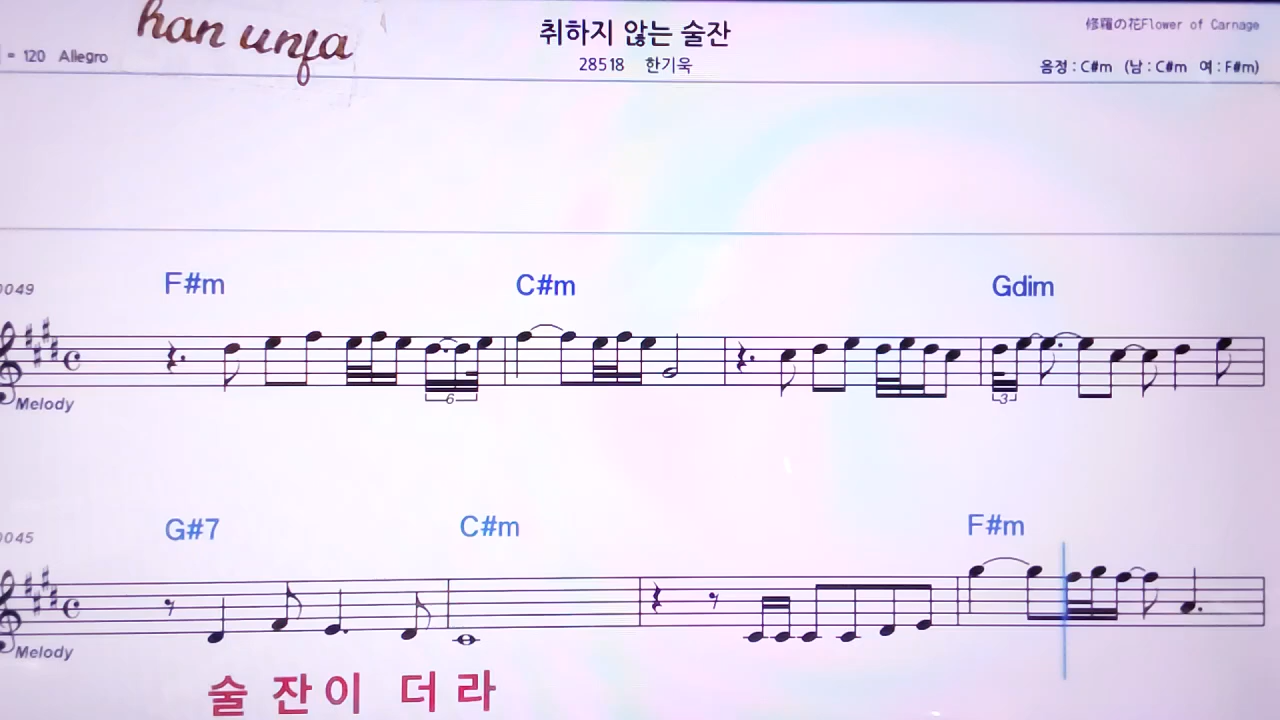 han unja
취하지 않는 술잔
修羅の花Flower of Carnage
= 120 Allegro
28518 한기욱
음정 : C#m (남 : C#m 여 : F#m)
0049
F#m C#m Gdim
Melody
6
3
0045
G#7 C#m F#m
Melody
술 잔 이 더 라